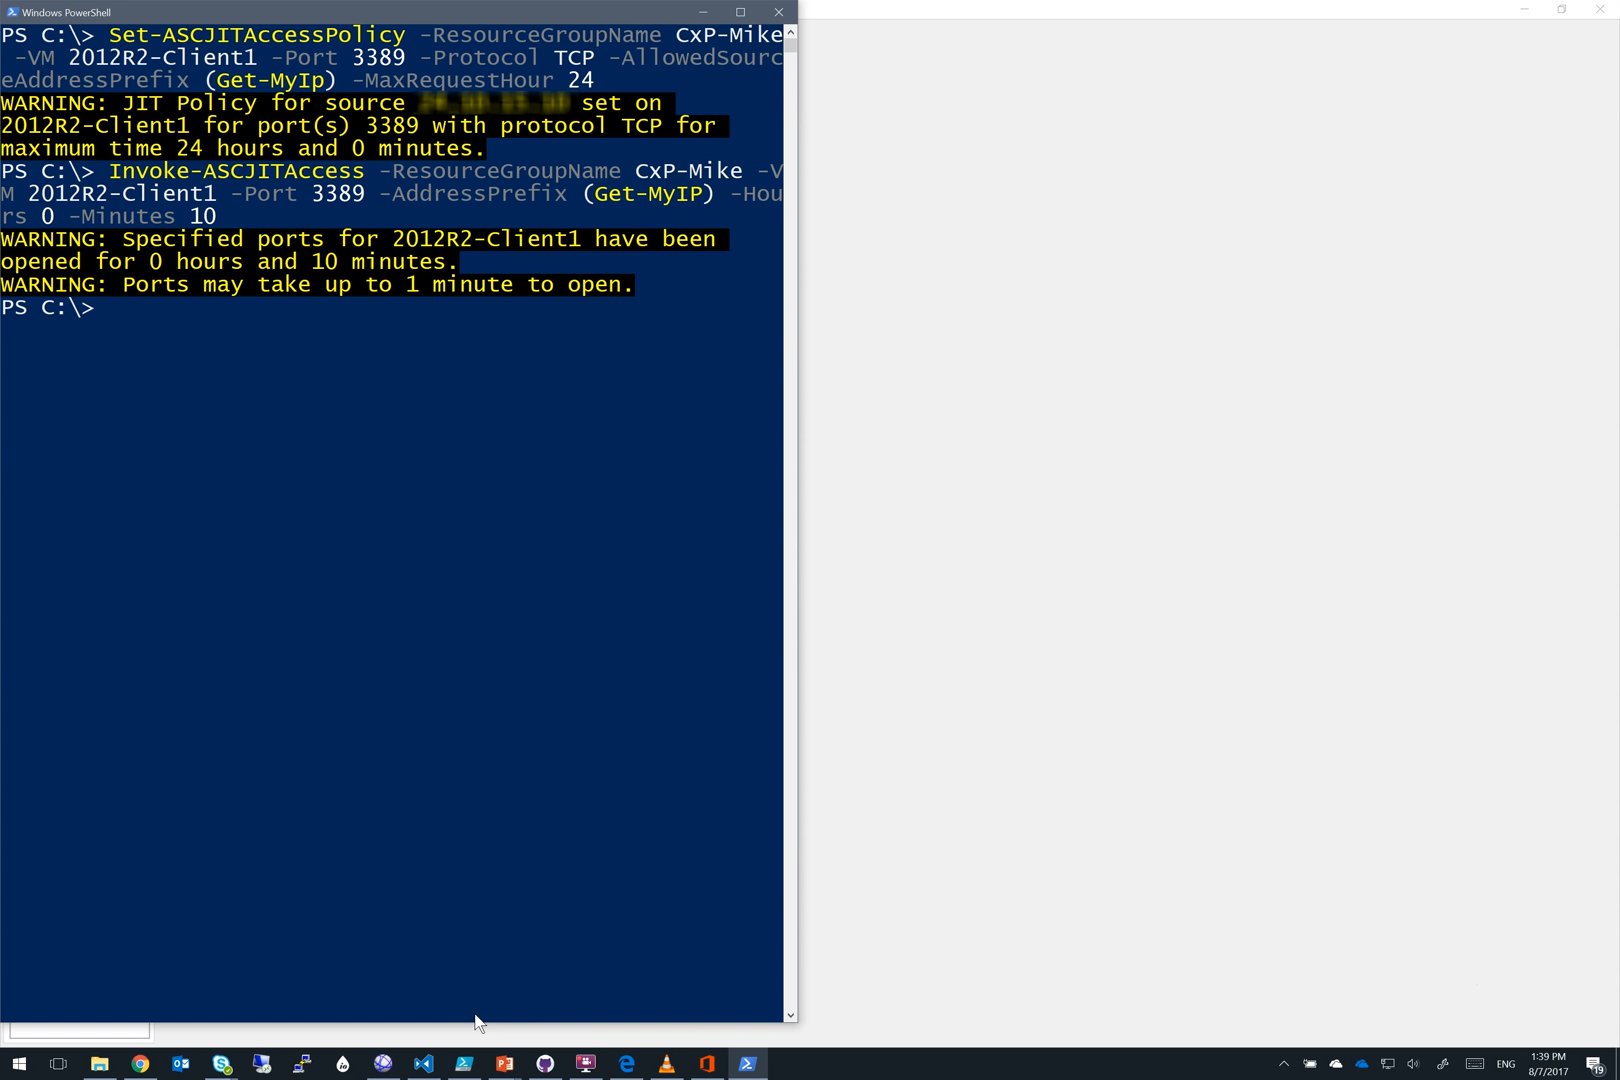 Windows PowerShell
PS C:\> Set-ASCJITAccessPolicy -ResourceGroupName CxP-Mike
-VM 2012R2-Client1 -Port 3389 -Protocol TCP -AllowedSourc
eAddressPrefix (Get-MyIp) -MaxRequestHour 24
WARNING: JIT Policy for source set on
2012R2-Client1 for port(s) 3389 with protocol TCP for
maximum time 24 hours and 0 minutes.
PS C:\> Invoke-ASCJITAccess -ResourceGroupName CxP-Mike -V
M 2012R2-Client1 -Port 3389 -AddressPrefix (Get-MyIP) -Hou
rs 0 -Minutes 10
WARNING: Specified ports for 2012R2-Client1 have been
opened for 0 hours and 10 minutes.
WARNING: Ports may take up to 1 minute to open.
PS C:\>
ENG
1:39 PM
8/7/2017
19